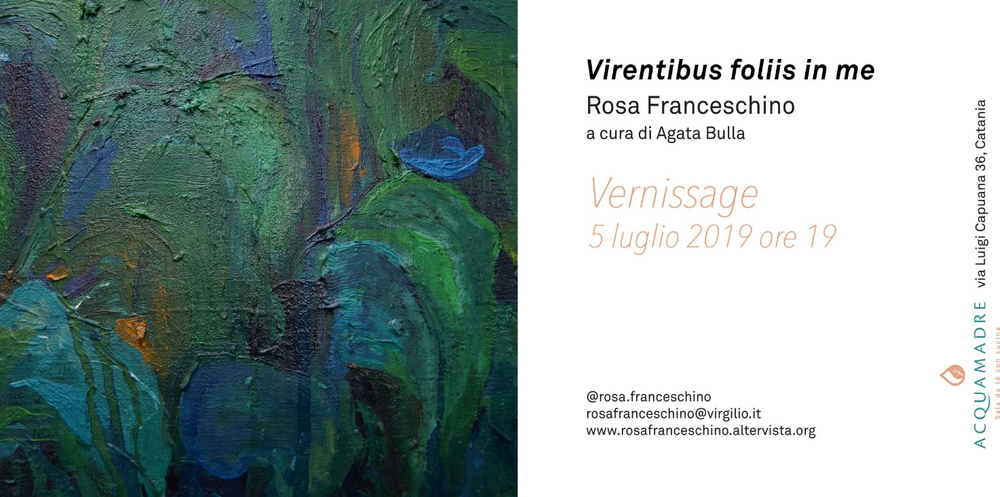 Virentibus foliis in me
Rosa Franceschino
a cura di Agata Bulla
Vernissage
5 luglio 2019 ore 19
@rosa.franceschino
rosafranceschino@virgilio.it
www.rosafranceschino.altervista.org
ACQUAMADRE via Luigi Capuana 36, Catania
Sala da tè con cucina